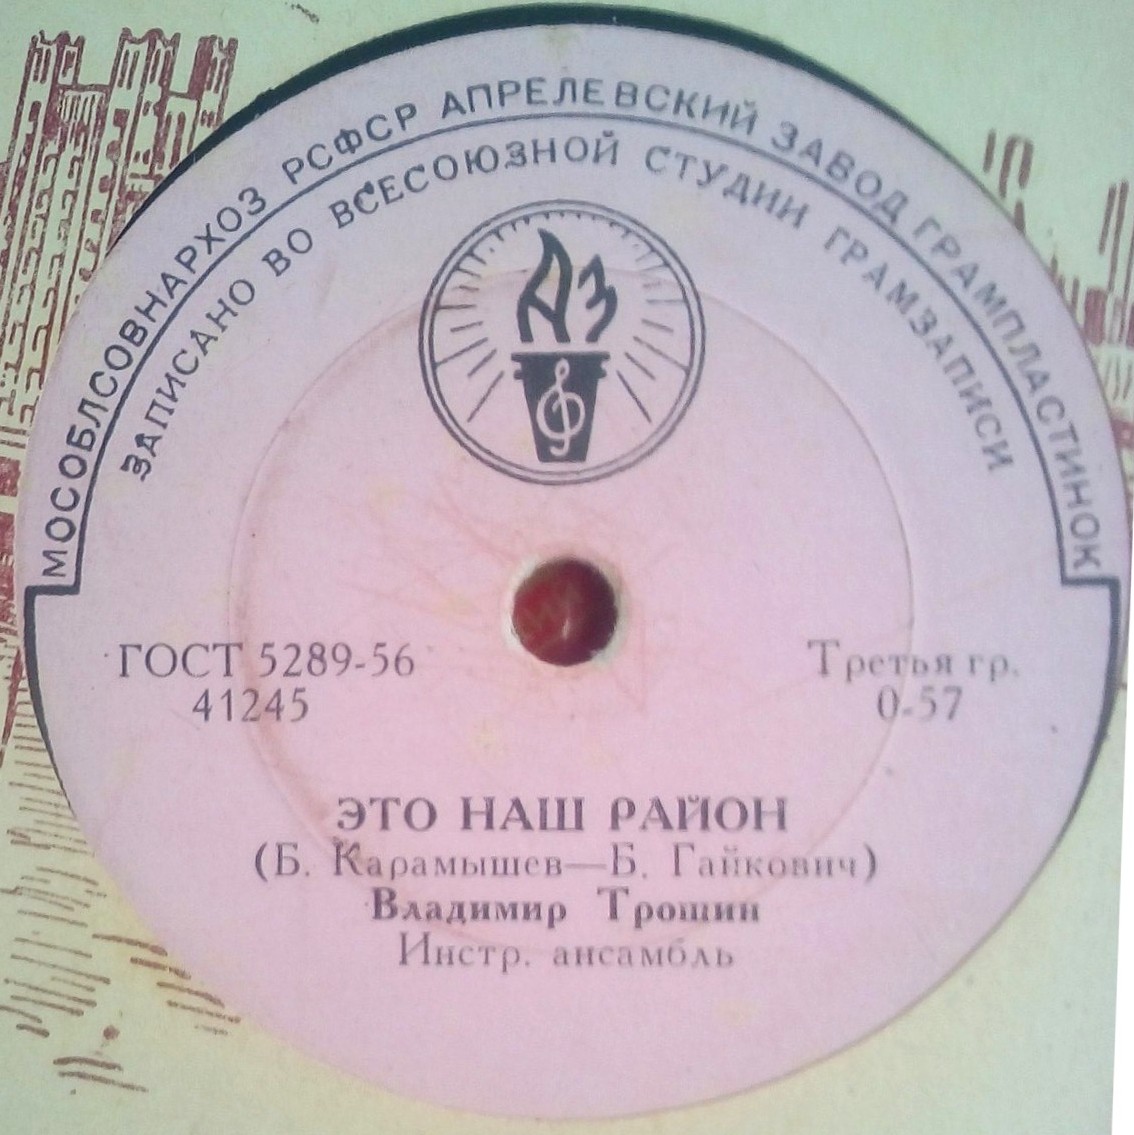 МОСОБЛСОВНАРХОЗ РСФСР АПРЕЛЕВСКИЙ ЗАВОД ГРАМПЛАСТИНОК
ЗАПИСАНО ВО ВСЕСОЮЗНОЙ СТУДИИ ГРАМЗАПИСИ
АЗ
ГОСТ 5289-56
41245
Третья гр.
0-57
ЭТО НАШ РАЙОН
(Б. Карамышев—Б. Гайкович)
Владимир Трошин
Инстр. ансамбль